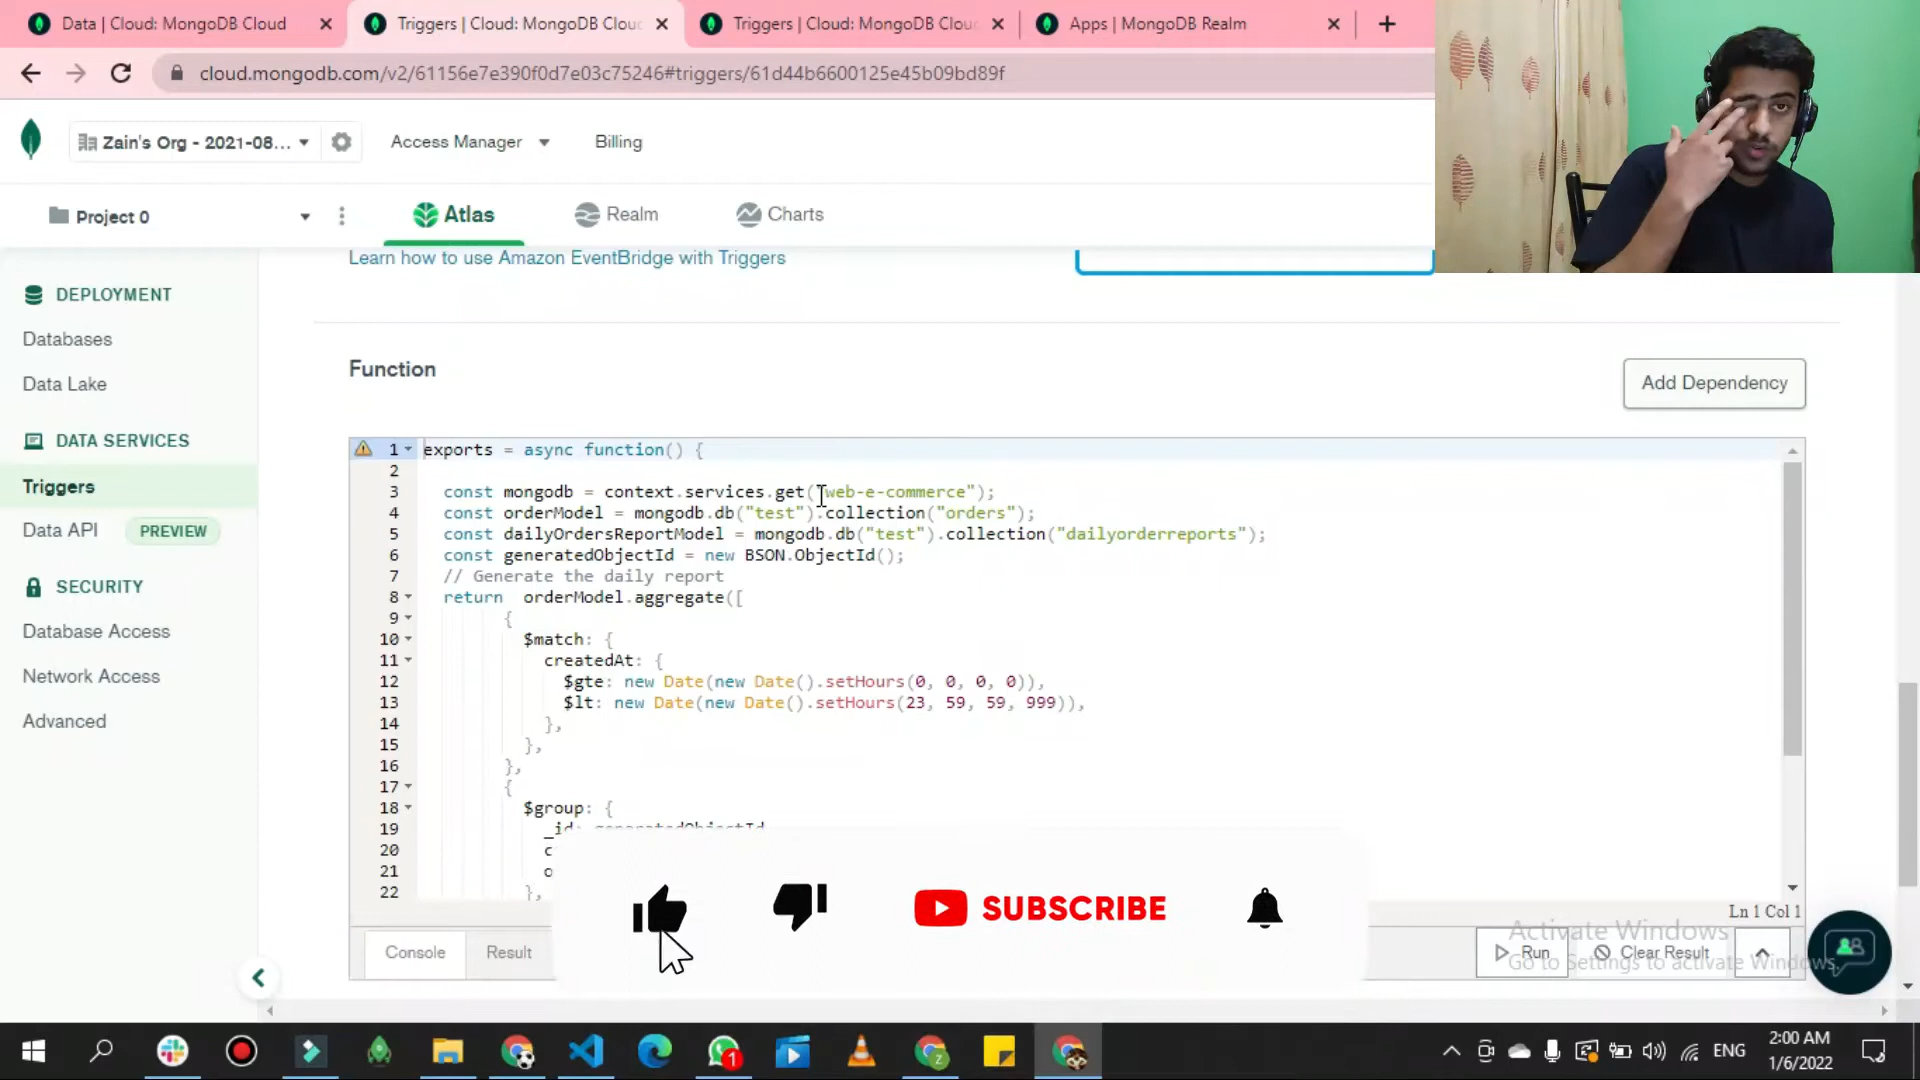 Data | Cloud: MongoDB Cloud
Triggers | Cloud: MongoDB Clou
Triggers | Cloud: MongoDB Clou
Apps | MongoDB Realm
cloud.mongodb.com/v2/61156e7e390f0d7e03c75246#triggers/61d44b6600125e45b09bd89f
Zain's Org - 2021-08...
Access Manager
Billing
Project 0
Atlas
Realm
Charts
Learn how to use Amazon EventBridge with Triggers
DEPLOYMENT
Databases
Data Lake
DATA SERVICES
Triggers
Data API PREVIEW
SECURITY
Database Access
Network Access
Advanced
Function
Add Dependency
1 exports = async function() {
2
3 const mongodb = context.services.get("web-e-commerce");
4 const orderModel = mongodb.db("test").collection("orders");
5 const dailyOrdersReportModel = mongodb.db("test").collection("dailyorderreports");
6 const generatedObjectId = new BSON.ObjectId();
7 // Generate the daily report
8 return orderModel.aggregate([
9 {
10 $match: {
11 createdAt: {
12 $gte: new Date(new Date().setHours(0, 0, 0, 0)),
13 $lt: new Date(new Date().setHours(23, 59, 59, 999)),
14 },
15 },
16 },
17 {
18 $group: {
19 _id: generatedObjectId
20 c
21 o
22 },
Ln 1 Col 1
SUBSCRIBE
Console
Result
Run
Clear Result
Activate Windows
Go to Settings to activate Windows.
1
ENG
2:00 AM
1/6/2022